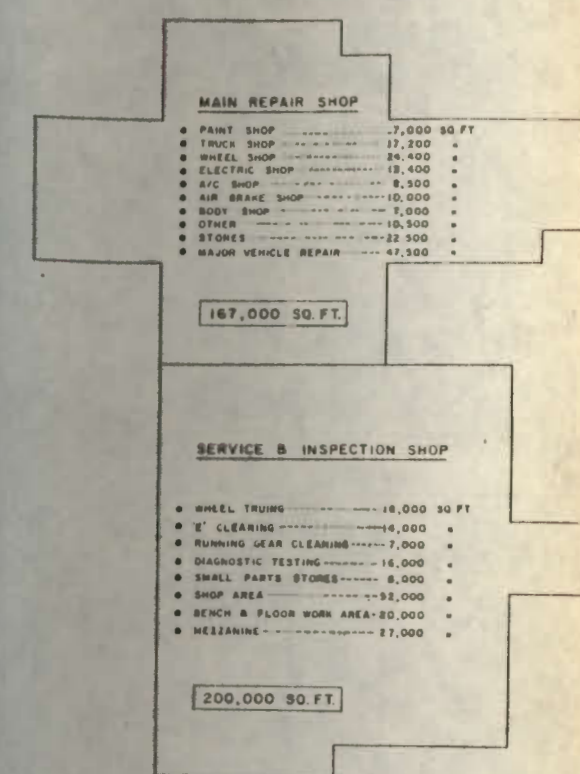 MAIN REPAIR SHOP
• PAINT SHOP ---- 7,000 SQ FT
• TRUCK SHOP ---- 17,200 "
• WHEEL SHOP ---- 24,400 "
• ELECTRIC SHOP ---- 13,400 "
• A/C SHOP ---- 8,500 "
• AIR BRAKE SHOP ---- 10,000 "
• BODY SHOP ---- 7,000 "
• OTHER ---- 10,500 "
• STORES ---- 22,500 "
• MAJOR VEHICLE REPAIR --- 47,500 "
167,000 SQ. FT.
SERVICE & INSPECTION SHOP
• WHEEL TRUING ---- 18,000 SQ FT
• 'E' CLEANING ---- 14,000 "
• RUNNING GEAR CLEANING ---- 7,000 "
• DIAGNOSTIC TESTING ---- 16,000 "
• SMALL PARTS STORES ---- 6,000 "
• SHOP AREA ---- 92,000 "
• BENCH & FLOOR WORK AREA - 20,000 "
• MEZZANINE ---- 27,000 "
200,000 SQ. FT.